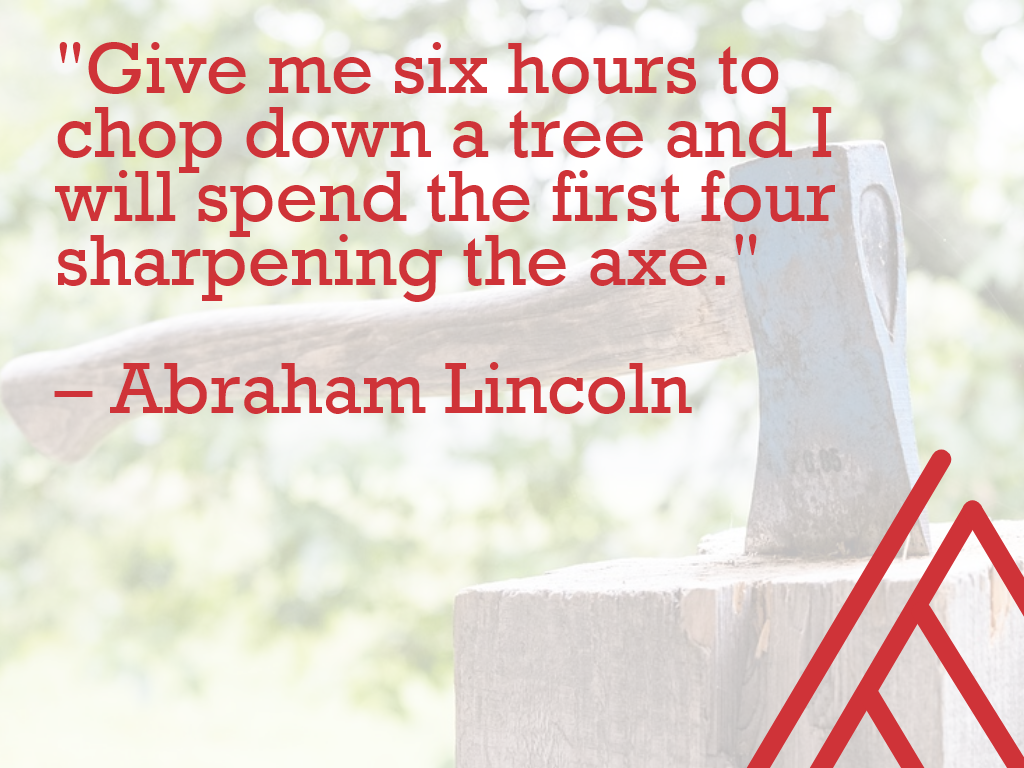 "Give me six hours to
chop down a tree and I
will spend the first four
sharpening the axe."
– Abraham Lincoln